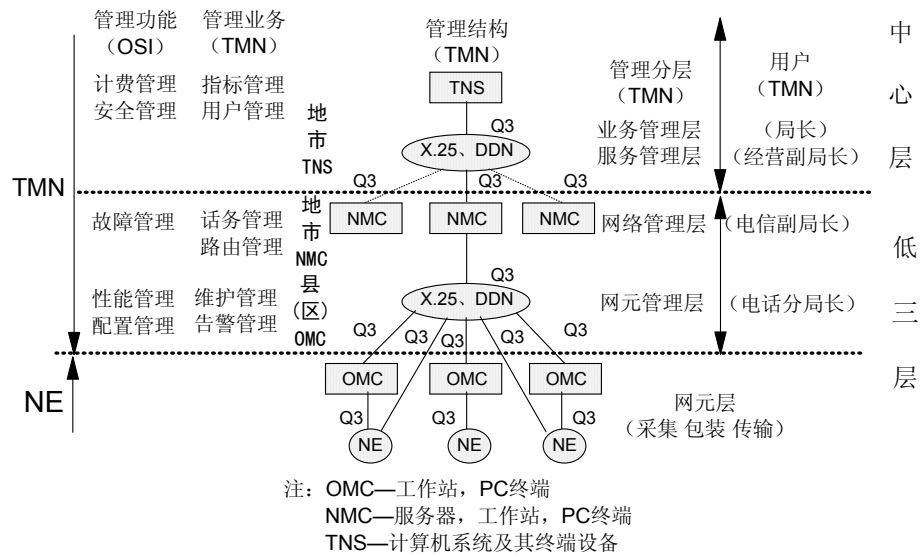 管理功能 管理业务
（OSI） （TMN）
管理结构
（TMN）
中心层
用户
（TMN）
管理分层
（TMN）
计费管理 指标管理
安全管理 用户管理
TNS
Q3
地市TNS
X.25、DDN
业务管理层 （局长）
服务管理层 （经营副局长）
Q3 Q3 Q3
TMN
故障管理 话务管理
路由管理
地市NMC
NMC NMC NMC
网络管理层 （电信副局长）
Q3
县（区）OMC
性能管理 维护管理
配置管理 告警管理
X.25、DDN
网元管理层 （电话分局长）
低三层
Q3 Q3 Q3 Q3 Q3
NE
OMC OMC OMC
Q3 Q3 Q3
NE NE NE
网元层
（采集 包装 传输）
注：OMC—工作站，PC终端
NMC—服务器，工作站，PC终端
TNS—计算机系统及其终端设备